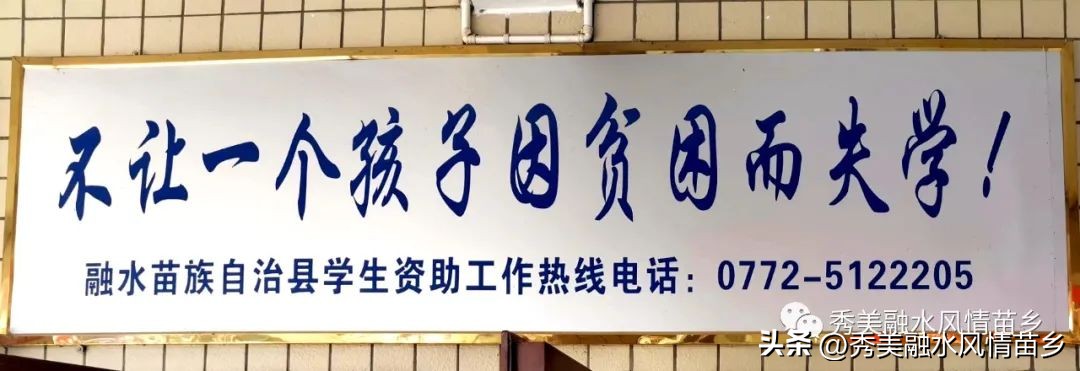 不让一个孩子因贫困而失学！
融水苗族自治县学生资助工作热线电话：0772-5122205
秀美融水风情苗乡
头条 @秀美融水风情苗乡